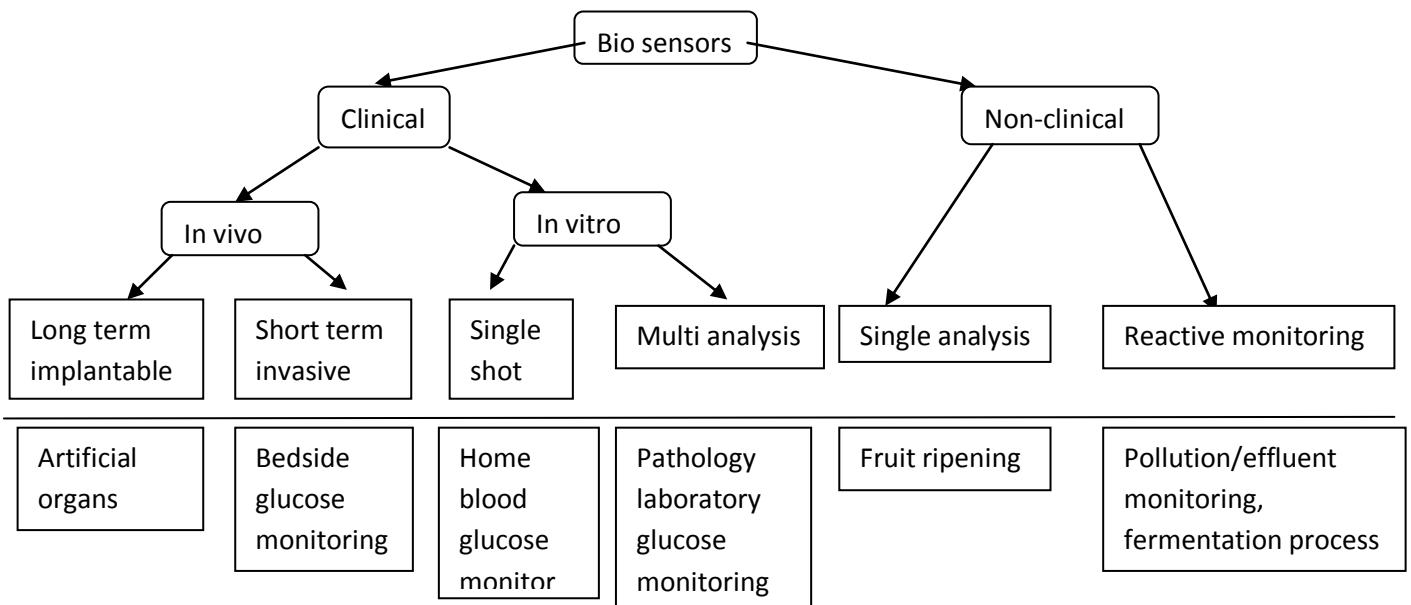 Bio sensors
Clinical
Non-clinical
In vivo
In vitro
Long term
implantable
Short term
invasive
Single
shot
Multi analysis
Single analysis
Reactive monitoring
Artificial
organs
Bedside
glucose
monitoring
Home
blood
glucose
monitor
Pathology
laboratory
glucose
monitoring
Fruit ripening
Pollution/effluent
monitoring,
fermentation process